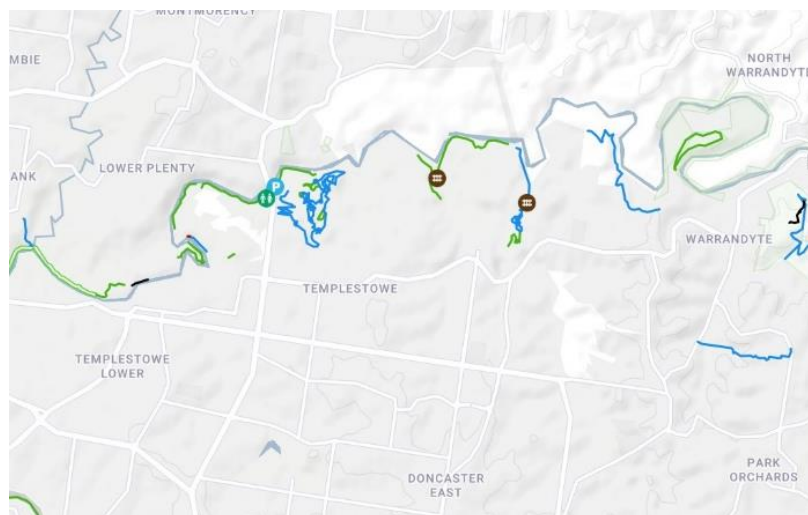 MONTMORENCY
NORTH
WARRANDYTE
MBIE
ANK
LOWER PLENTY
P
WARRANDYTE
TEMPLESTOWE
TEMPLESTOWE
LOWER
DONCASTER
EAST
PARK
ORCHARDS